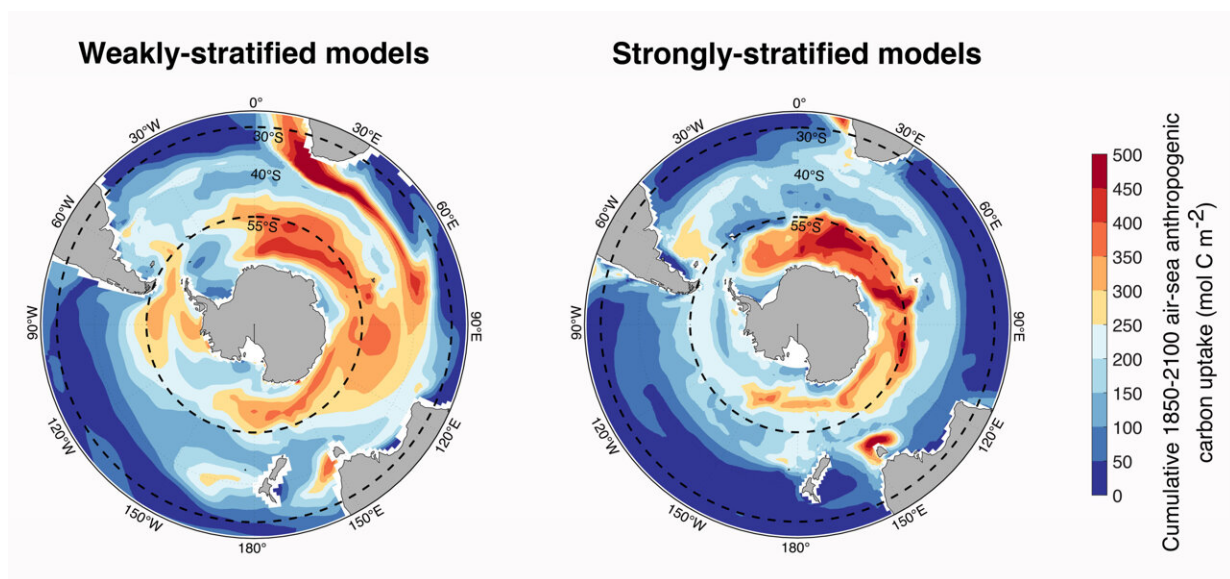 Weakly-stratified models
Strongly-stratified models
0°
30°W
30°E
30°S
40°S
60°W
60°E
55°S
90°W
90°E
120°E
150°W
150°E
180°
0°
30°W
30°E
30°S
40°S
60°W
60°E
55°S
90°W
90°E
120°E
150°W
150°E
180°
500
450
400
350
300
250
200
150
100
50
0
Cumulative 1850-2100 air-sea anthropogenic
carbon uptake (mol C m-2)